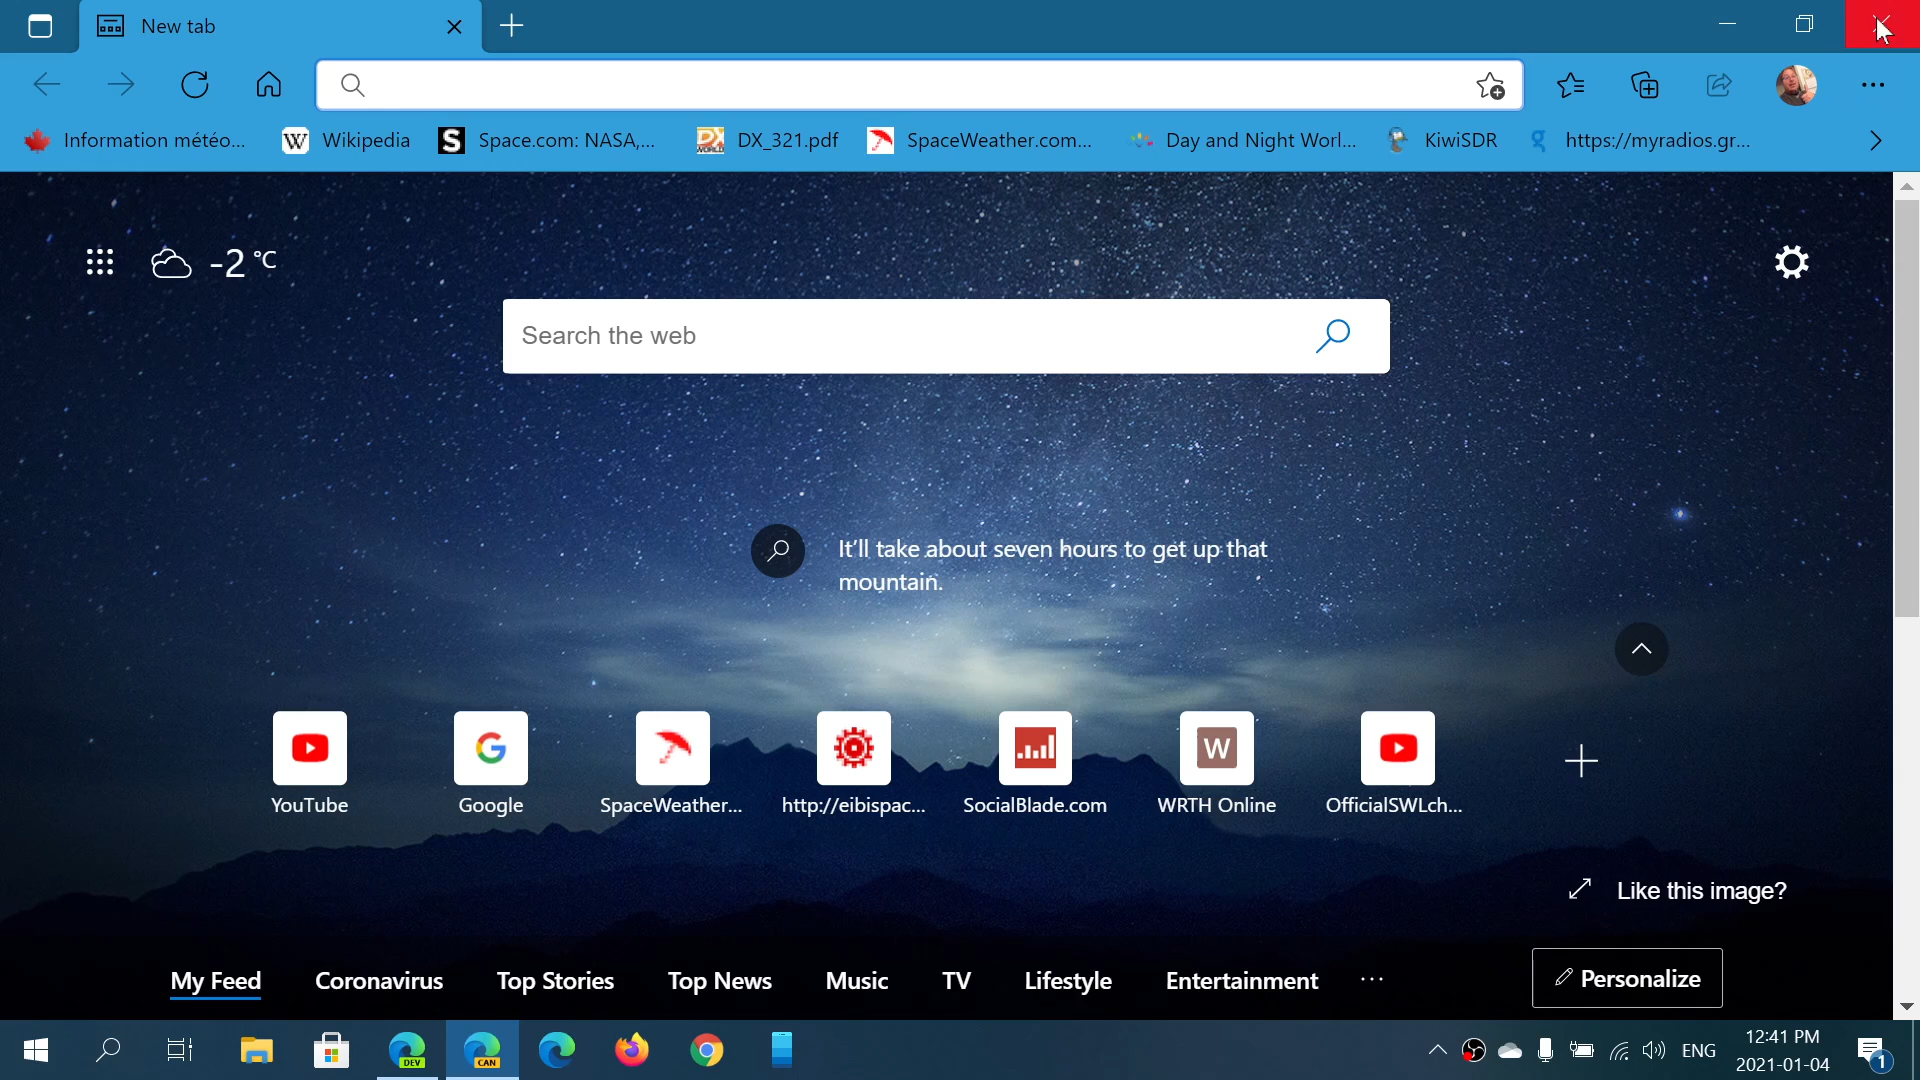 New tab
Information météo...
Wikipedia
Space.com: NASA,...
DX_321.pdf
SpaceWeather.com...
Day and Night Worl...
KiwiSDR
https://myradios.gr...
-2 °C
Search the web
It'll take about seven hours to get up that
mountain.
YouTube
Google
SpaceWeather...
http://eibispac...
SocialBlade.com
W
WRTH Online
OfficialSWLch...
Like this image?
My Feed
Coronavirus
Top Stories
Top News
Music
TV
Lifestyle
Entertainment
Personalize
DEV
CAN
ENG
12:41 PM
2021-01-04
1